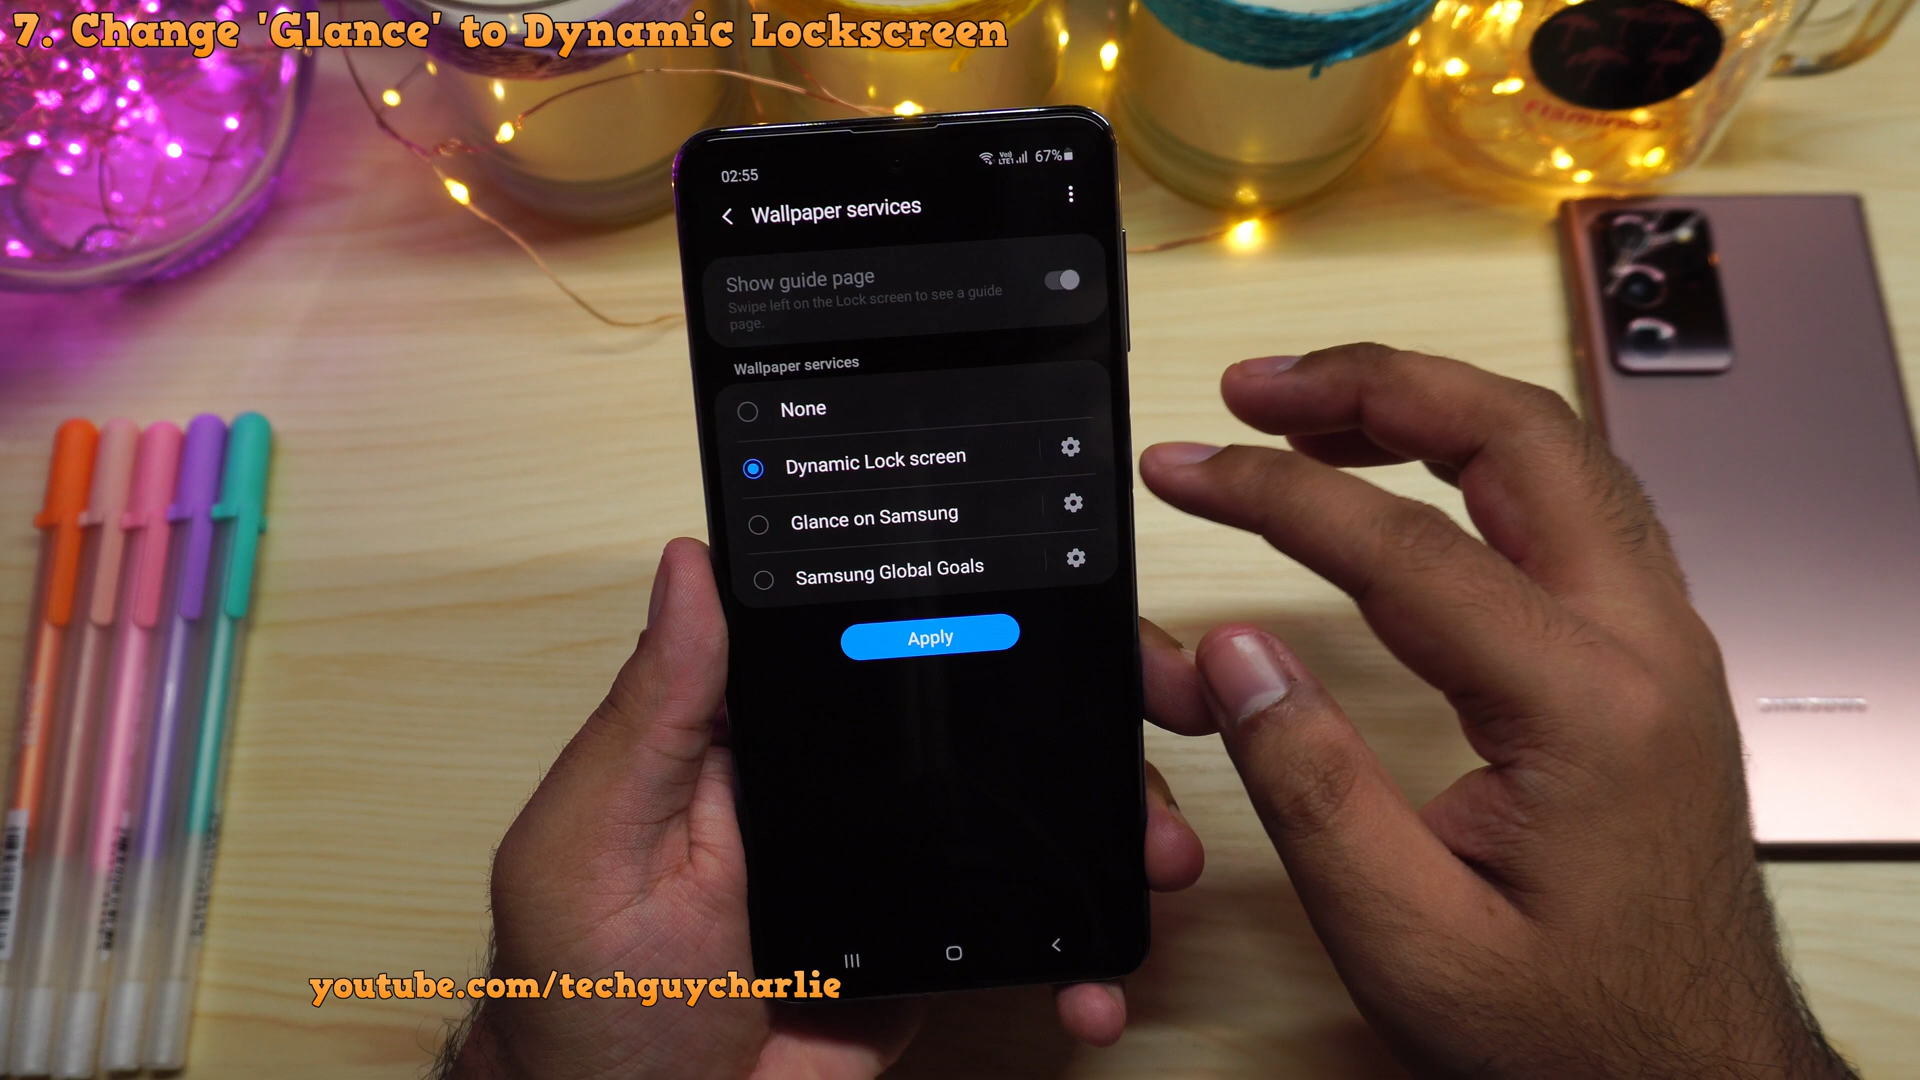 7. Change 'Glance' to Dynamic Lockscreen
02:55
67%
Wallpaper services
Show guide page
Swipe left on the Lock screen to see a guide
page.
Wallpaper services
None
Dynamic Lock screen
Glance on Samsung
Samsung Global Goals
Apply
SAMSUNG
youtube.com/techguycharlie